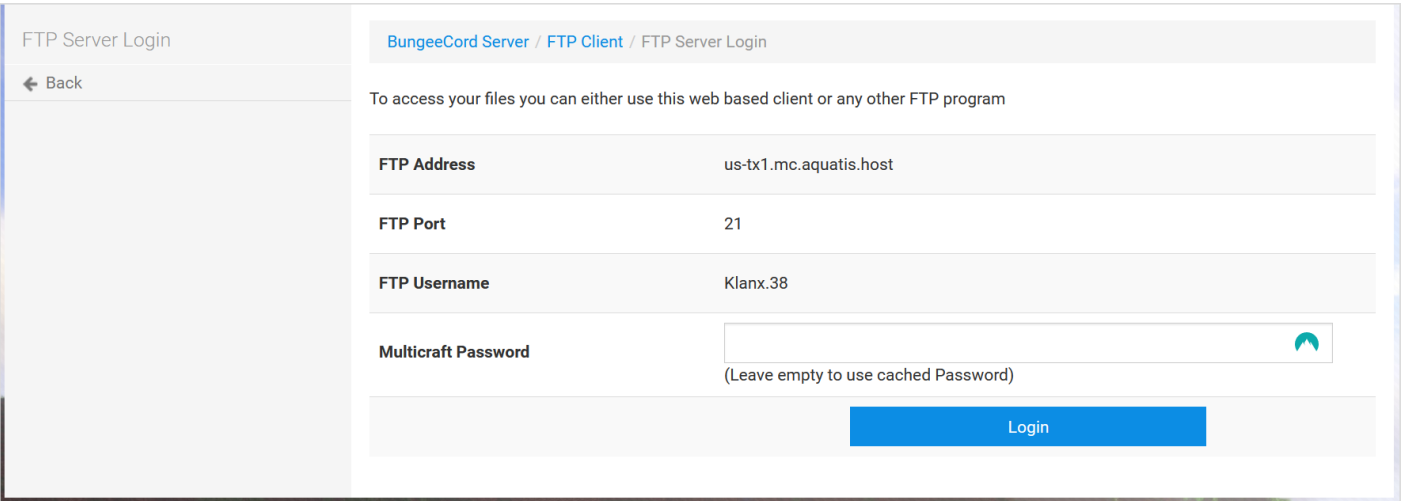 FTP Server Login
Back
BungeeCord Server / FTP Client / FTP Server Login
To access your files you can either use this web based client or any other FTP program
FTP Address us-tx1.mc.aquatis.host
FTP Port 21
FTP Username Klanx.38
Multicraft Password
(Leave empty to use cached Password)
Login